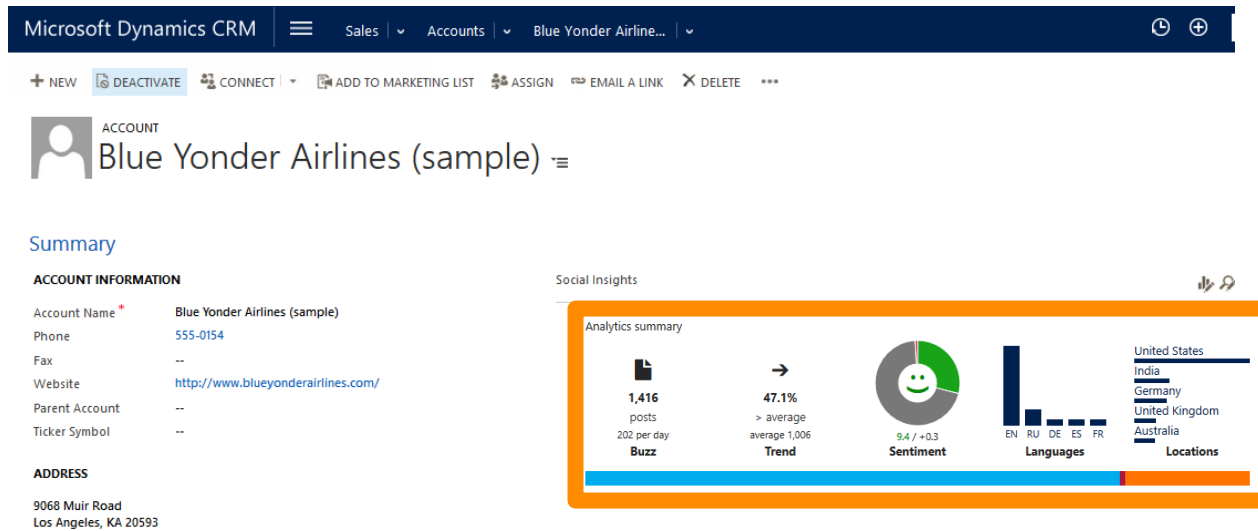 Microsoft Dynamics CRM Sales Accounts Blue Yonder Airline...
NEW DEACTIVATE CONNECT ADD TO MARKETING LIST ASSIGN EMAIL A LINK DELETE ...
ACCOUNT
Blue Yonder Airlines (sample)
Summary
ACCOUNT INFORMATION
Account Name* Blue Yonder Airlines (sample)
Phone 555-0154
Fax --
Website http://www.blueyonderairlines.com/
Parent Account --
Ticker Symbol --
ADDRESS
9068 Muir Road
Los Angeles, KA 20593
Social Insights
Analytics summary
1,416
posts
202 per day
Buzz
47.1%
> average
average 1,006
Trend
9.4 / +0.3
Sentiment
EN RU DE ES FR
Languages
United States
India
Germany
United Kingdom
Australia
Locations